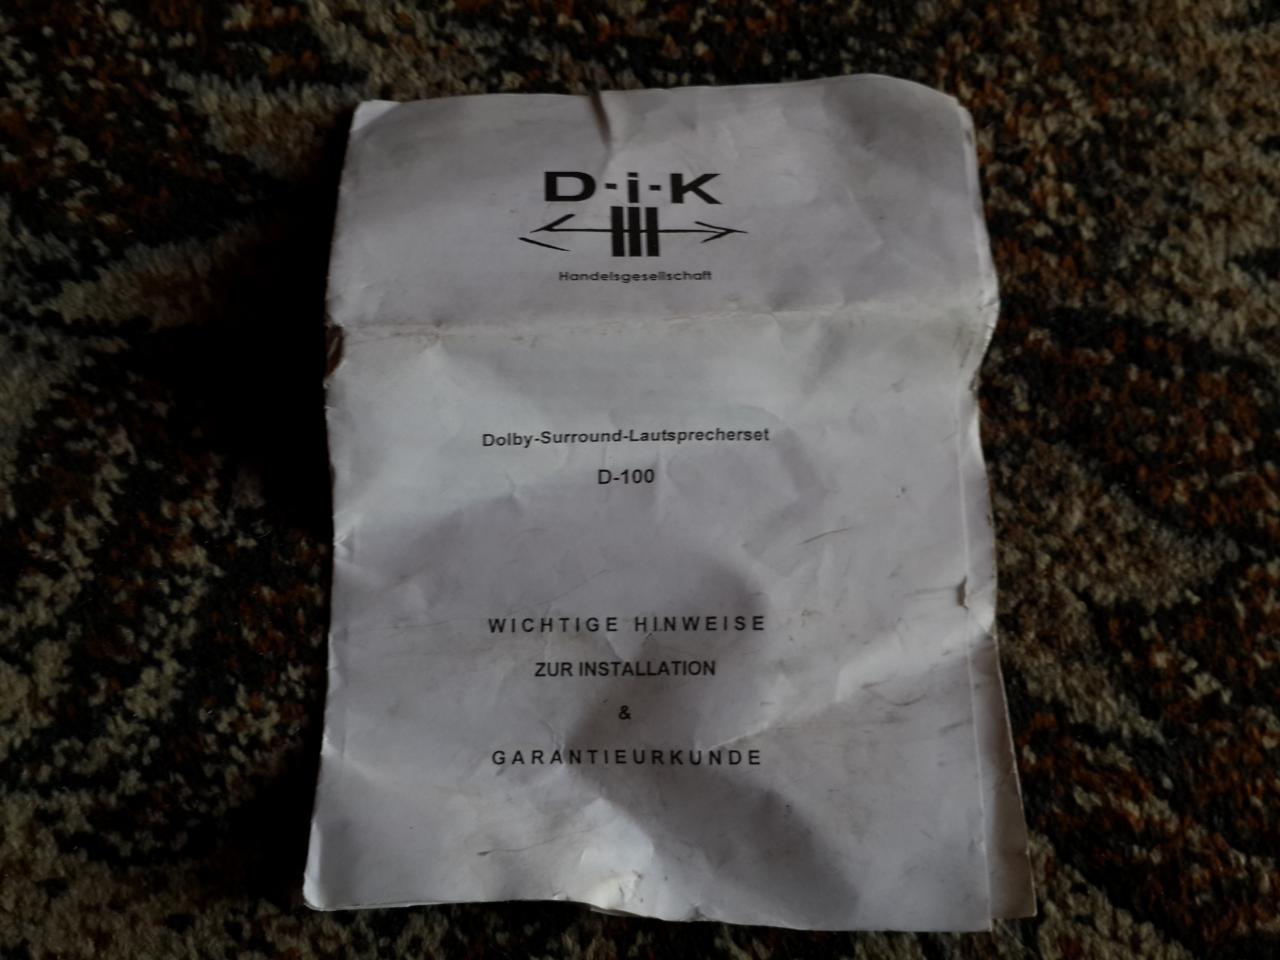 D-i-K
Handelsgesellschaft
Dolby-Surround-Lautsprecherset
D-100
WICHTIGE HINWEISE
ZUR INSTALLATION
&
GARANTIEURKUNDE